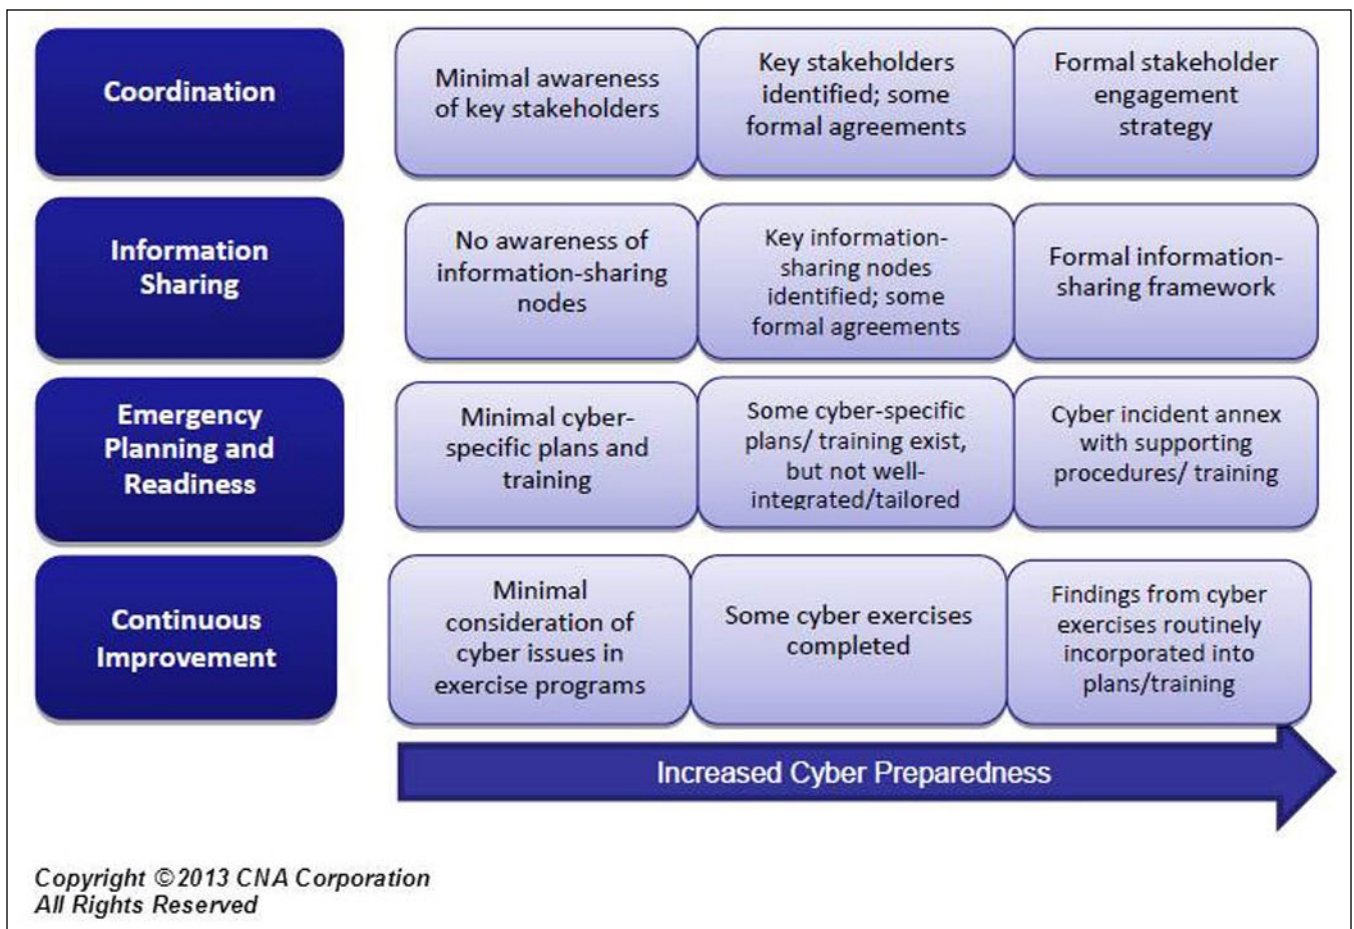 Coordination
Minimal awareness
of key stakeholders
Key stakeholders
identified; some
formal agreements
Formal stakeholder
engagement
strategy
Information
Sharing
No awareness of
information-sharing
nodes
Key information-
sharing nodes
identified; some
formal agreements
Formal information-
sharing framework
Emergency
Planning and
Readiness
Minimal cyber-
specific plans and
training
Some cyber-specific
plans/ training exist,
but not well-
integrated/tailored
Cyber incident annex
with supporting
procedures/ training
Continuous
Improvement
Minimal
consideration of
cyber issues in
exercise programs
Some cyber exercises
completed
Findings from cyber
exercises routinely
incorporated into
plans/training
Increased Cyber Preparedness
Copyright ©2013 CNA Corporation
All Rights Reserved